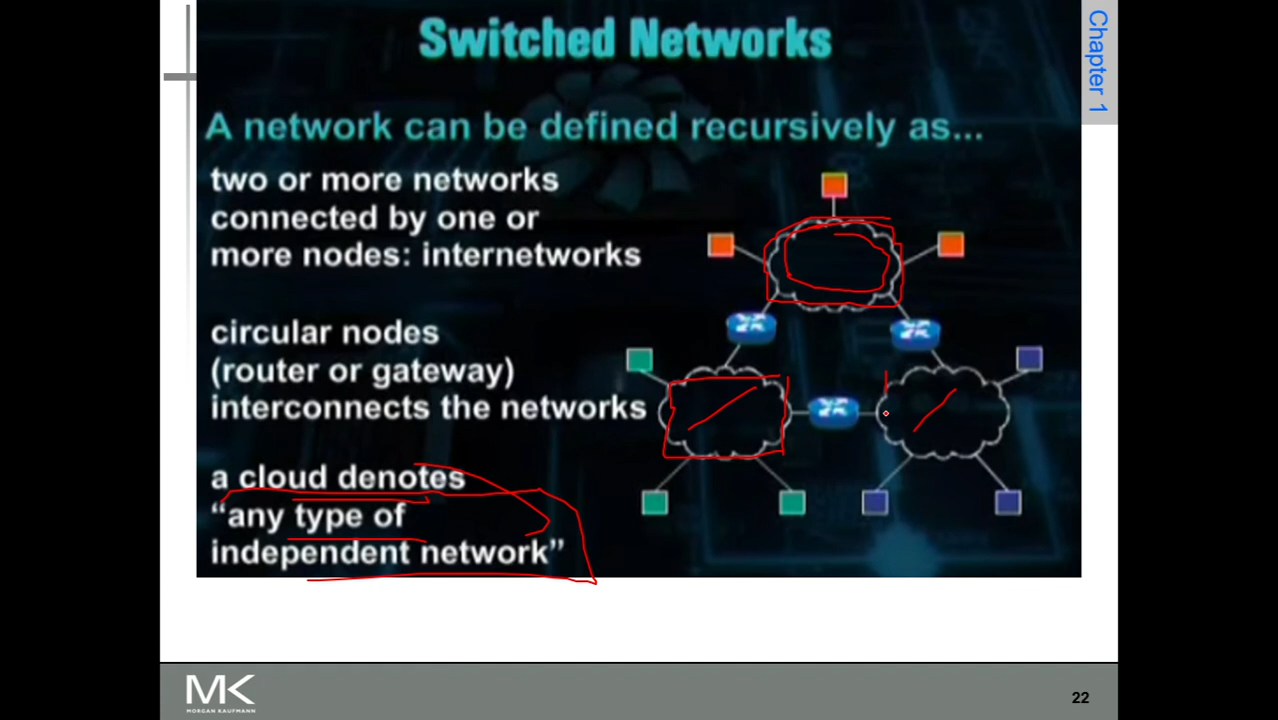 Switched Networks
Chapter 1
A network can be defined recursively as...
two or more networks
connected by one or
more nodes: internetworks
circular nodes
(router or gateway)
interconnects the networks
a cloud denotes
“any type of
independent network”
MK
MORGAN KAUFMANN
22